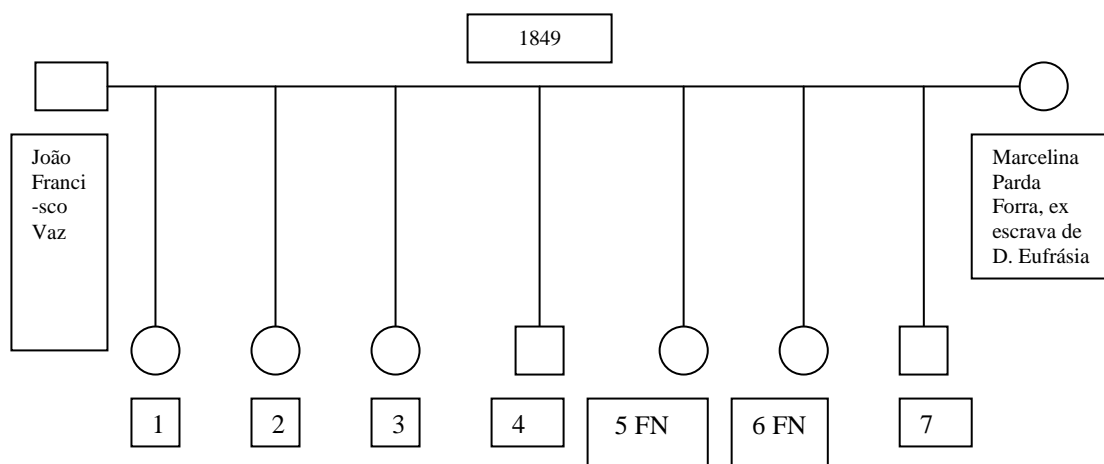 1849
João
Franci
-sco
Vaz
Marcelina
Parda
Forra, ex
escrava de
D. Eufrásia
1
2
3
4
5 FN
6 FN
7